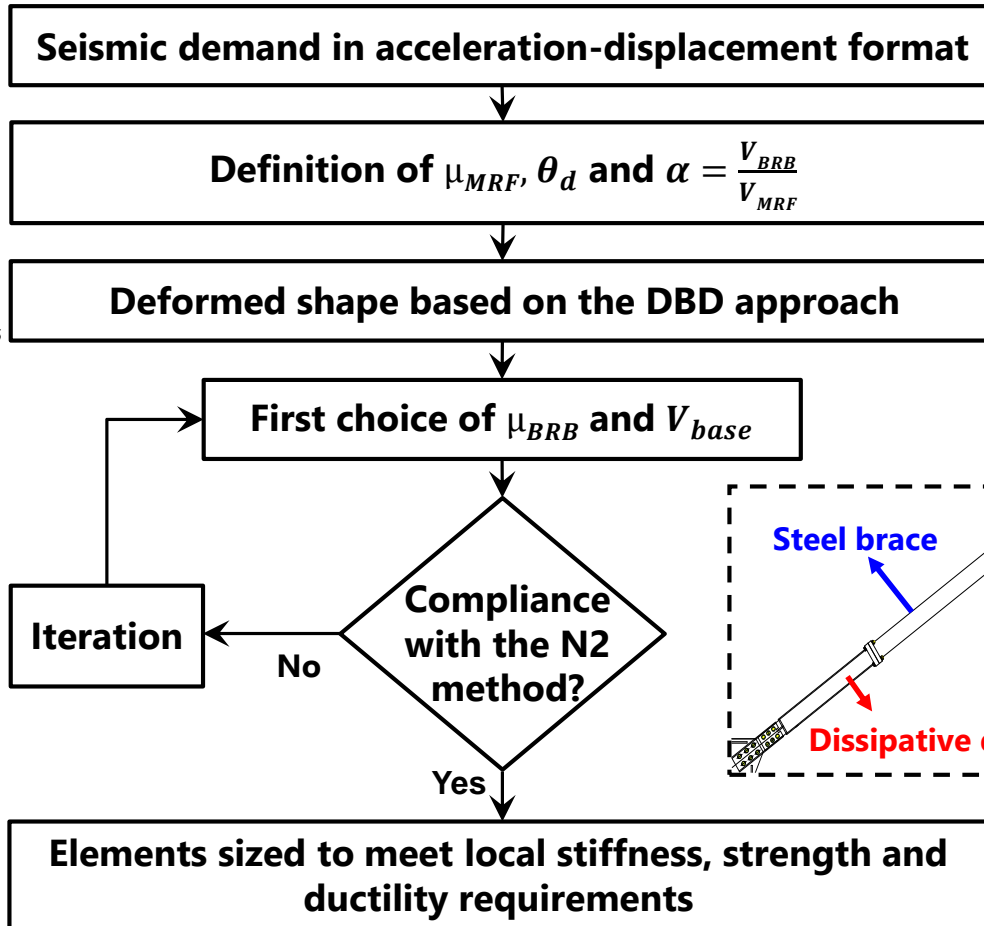 Seismic demand in acceleration-displacement format
Definition of μ_MRF, θ_d and α = V_BRB / V_MRF
Deformed shape based on the DBD approach
First choice of μ_BRB and V_base
Steel brace
Compliance
with the N2
method?
Iteration
No
Dissipative
Yes
Elements sized to meet local stiffness, strength and
ductility requirements